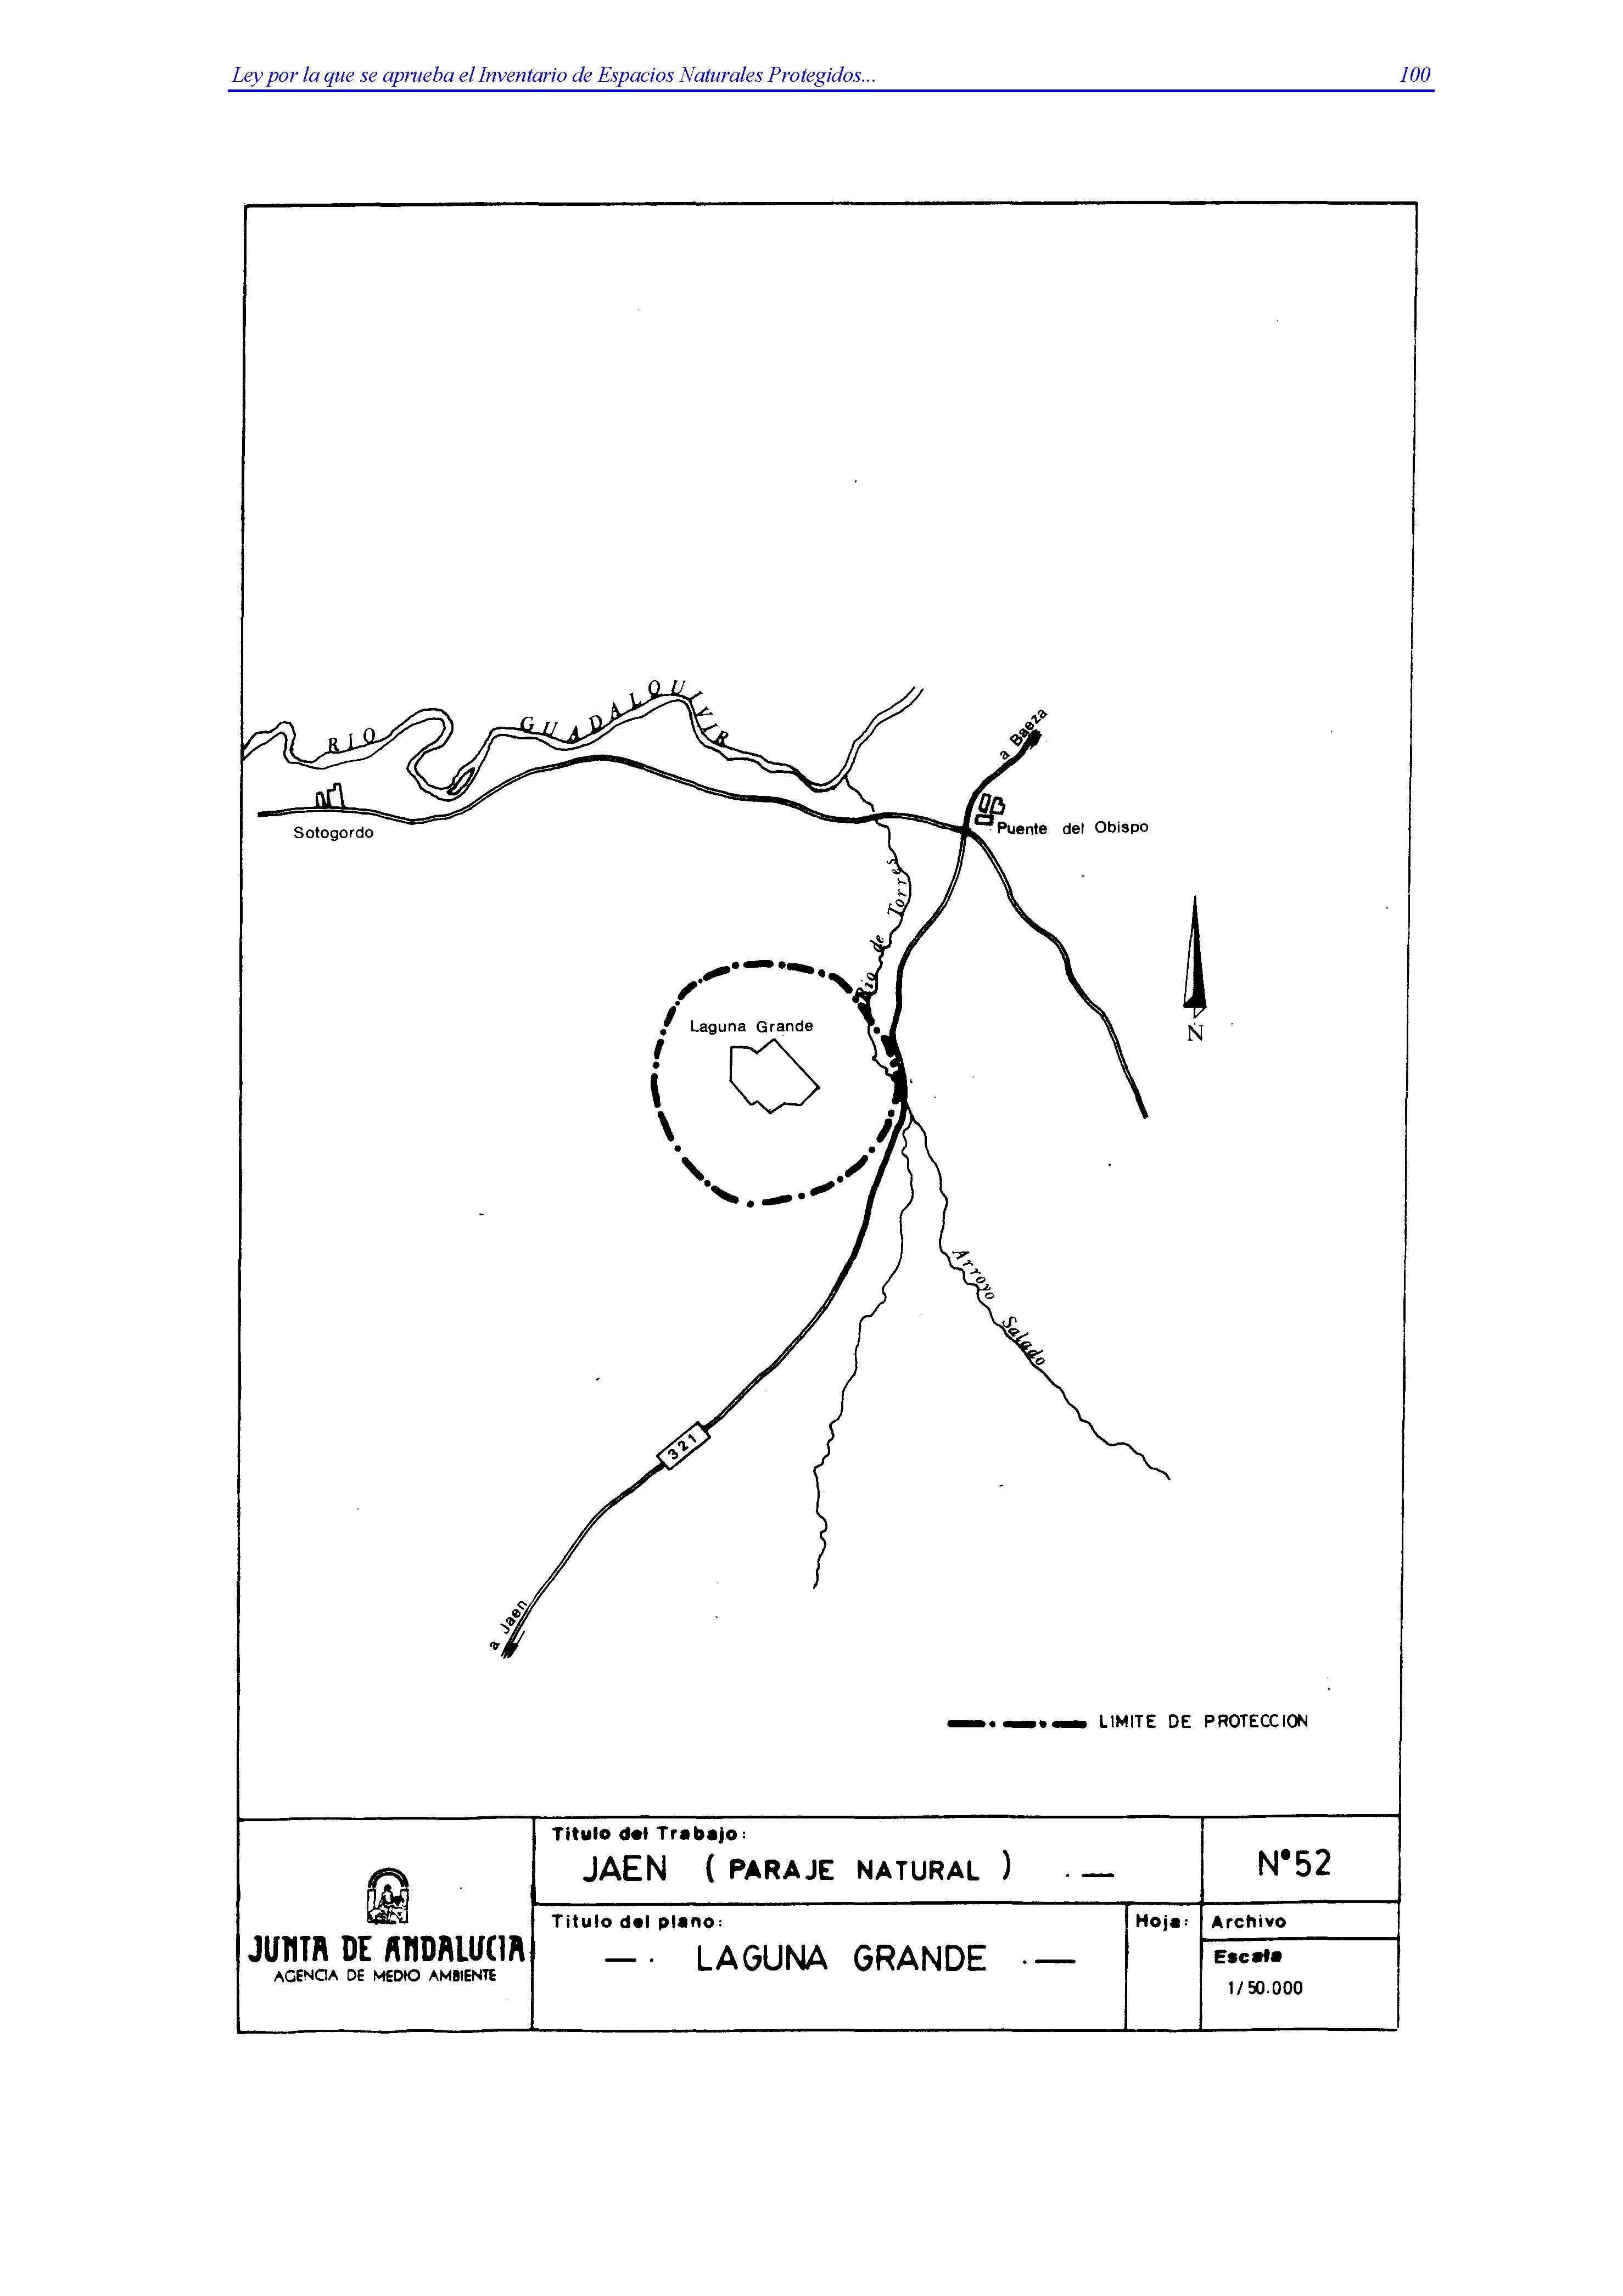 Ley por la que se aprueba el Inventario de Espacios Naturales Protegidos... 100
RIO GUADALQUIVIR
a Baeza
Sotogordo
Puente del Obispo
Rio de Torres
Laguna Grande
N
Arroyo Salado
321
a Jaen
LIMITE DE PROTECCION
Titulo del Trabajo:
JAEN ( PARAJE NATURAL ) . —
Nº52
JUNTA DE ANDALUCIA
AGENCIA DE MEDIO AMBIENTE
Titulo del plano:
— . LAGUNA GRANDE . —
Hoja:
Archivo
Escala
1/50.000